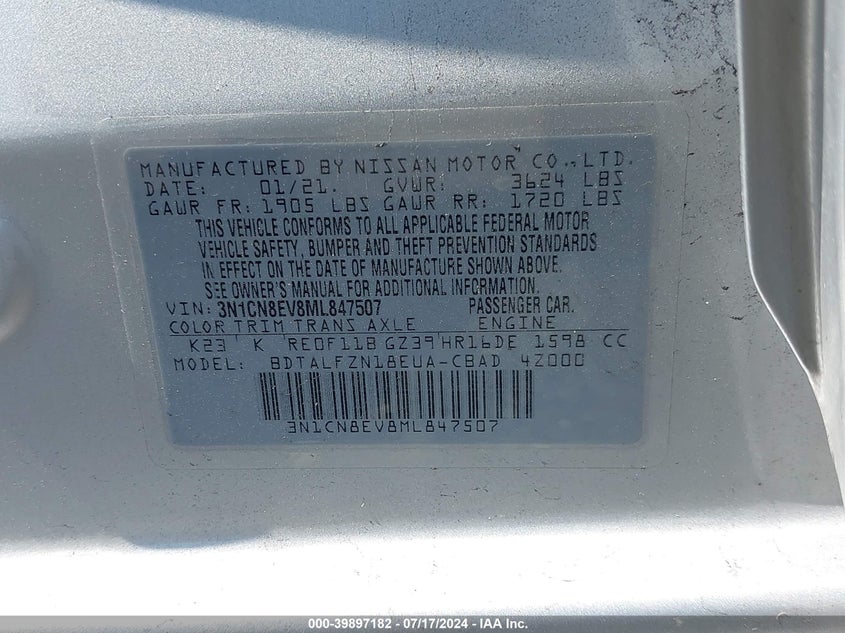 MANUFACTURED BY NISSAN MOTOR CO., LTD.
DATE: 01/21. GVWR: 3624 LBS
GAWR FR: 1905 LBS GAWR RR: 1720 LBS
THIS VEHICLE CONFORMS TO ALL APPLICABLE FEDERAL MOTOR
VEHICLE SAFETY, BUMPER AND THEFT PREVENTION STANDARDS
IN EFFECT ON THE DATE OF MANUFACTURE SHOWN ABOVE.
SEE OWNER'S MANUAL FOR ADDITIONAL INFORMATION.
VIN: 3N1CN8EV8ML847507 PASSENGER CAR.
COLOR TRIM TRANS AXLE ENGINE
K23 K RE0F11B GZ39 HR16DE 1598 CC
MODEL: BDTALFZN18EUA-CBAD 4Z000
3N1CN8EV8ML847507
000-39897182 - 07/17/2024 - IAA Inc.